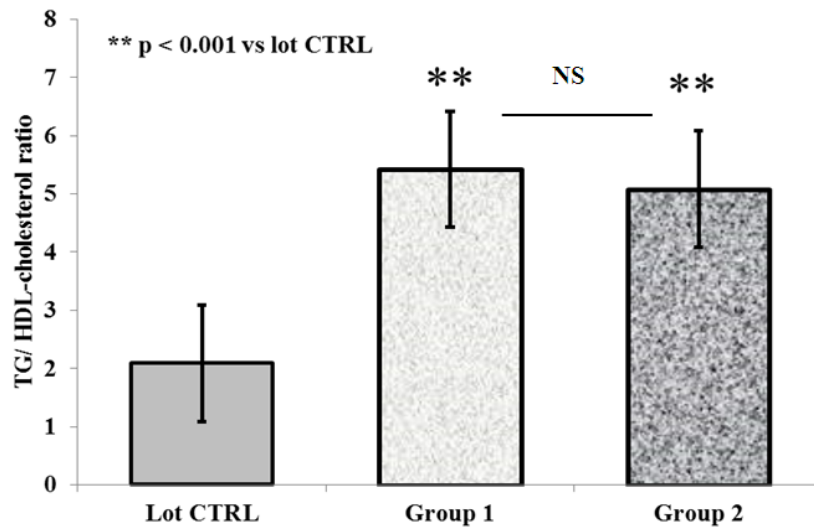 8
** p < 0.001 vs lot CTRL
7
** NS **
6
5
4
3
2
1
0
TG/ HDL-cholesterol ratio
Lot CTRL Group 1 Group 2